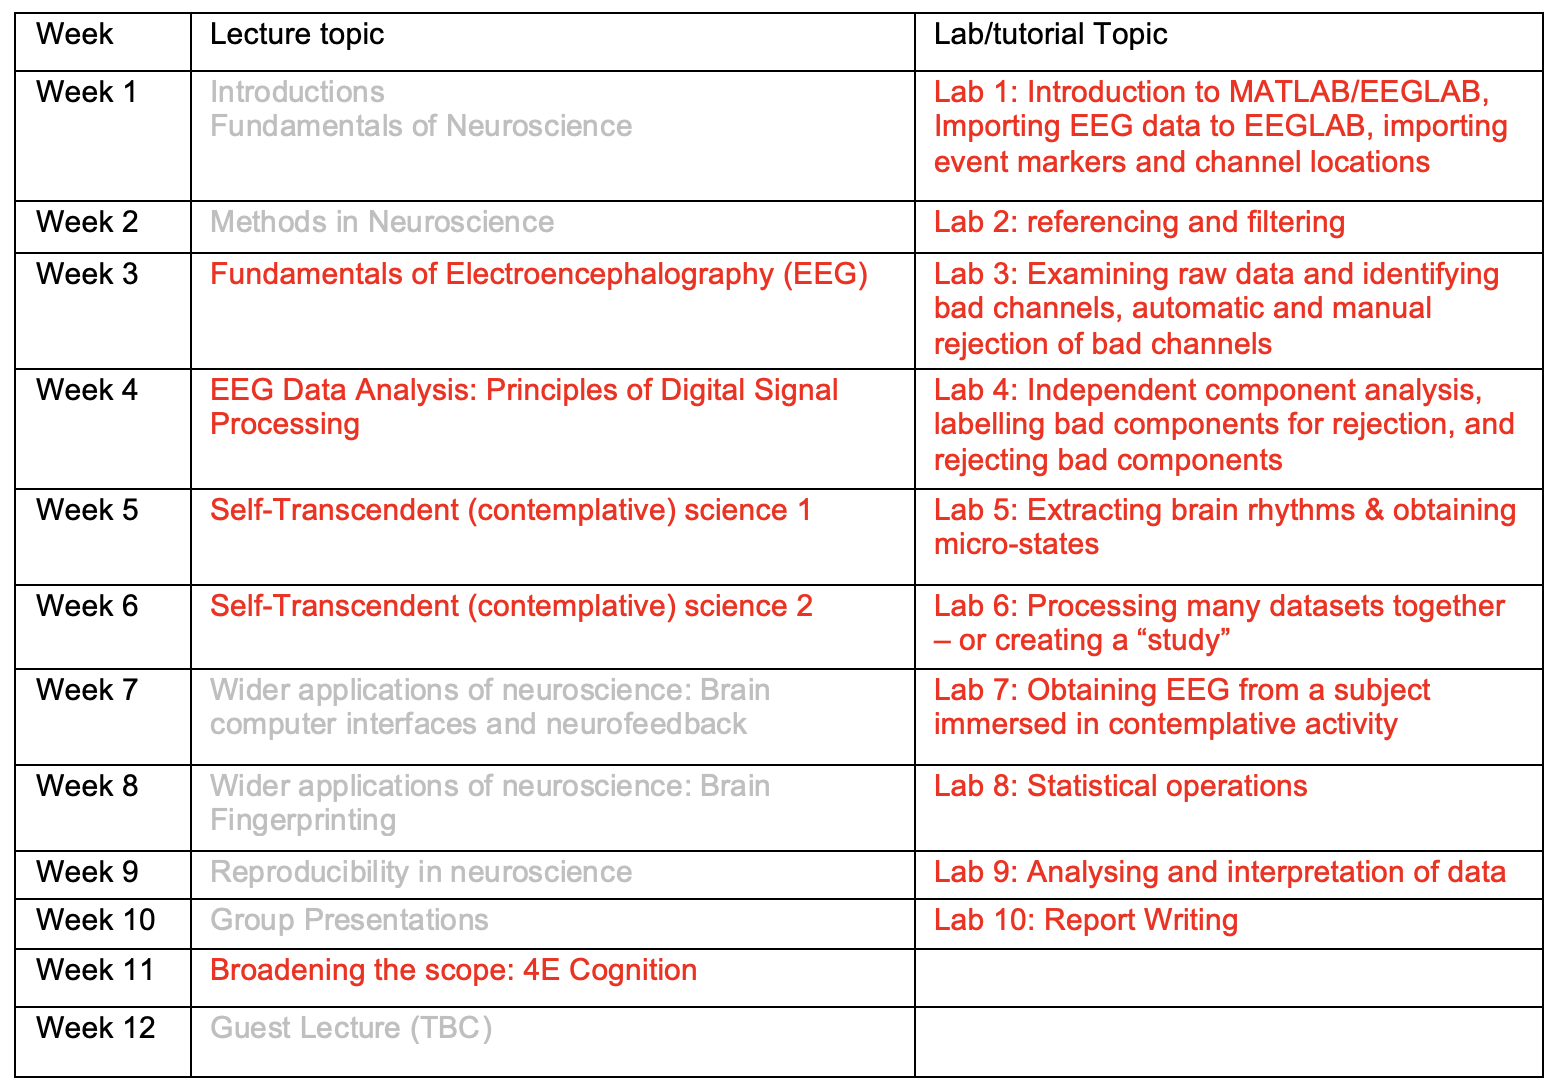 Week Lecture topic Lab/tutorial Topic
Week 1 Introductions Lab 1: Introduction to MATLAB/EEGLAB,
Fundamentals of Neuroscience Importing EEG data to EEGLAB, importing
event markers and channel locations
Week 2 Methods in Neuroscience Lab 2: referencing and filtering
Week 3 Fundamentals of Electroencephalography (EEG) Lab 3: Examining raw data and identifying
bad channels, automatic and manual
rejection of bad channels
Week 4 EEG Data Analysis: Principles of Digital Signal Lab 4: Independent component analysis,
Processing labelling bad components for rejection, and
rejecting bad components
Week 5 Self-Transcendent (contemplative) science 1 Lab 5: Extracting brain rhythms & obtaining
micro-states
Week 6 Self-Transcendent (contemplative) science 2 Lab 6: Processing many datasets together
– or creating a “study”
Week 7 Wider applications of neuroscience: Brain Lab 7: Obtaining EEG from a subject
computer interfaces and neurofeedback immersed in contemplative activity
Week 8 Wider applications of neuroscience: Brain Lab 8: Statistical operations
Fingerprinting
Week 9 Reproducibility in neuroscience Lab 9: Analysing and interpretation of data
Week 10 Group Presentations Lab 10: Report Writing
Week 11 Broadening the scope: 4E Cognition
Week 12 Guest Lecture (TBC)